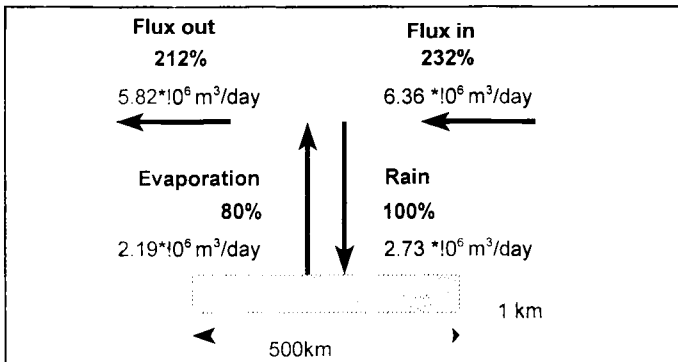 Flux out Flux in
212% 232%
5.82*!0⁶ m³/day 6.36 *!0⁶ m³/day
Evaporation Rain
80% 100%
2.19*!0⁶ m³/day 2.73 *!0⁶ m³/day
1 km
500km